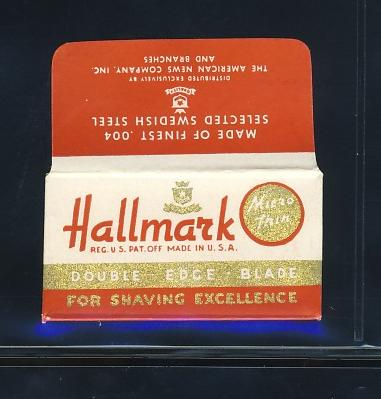 MADE OF FINEST .004
SELECTED SWEDISH STEEL
DISTRIBUTED EXCLUSIVELY BY
THE AMERICAN NEWS COMPANY, INC.
AND BRANCHES
Hallmark
Micro
thin
REG. U.S. PAT. OFF MADE IN U.S.A.
DOUBLE · EDGE · BLADE
FOR SHAVING EXCELLENCE